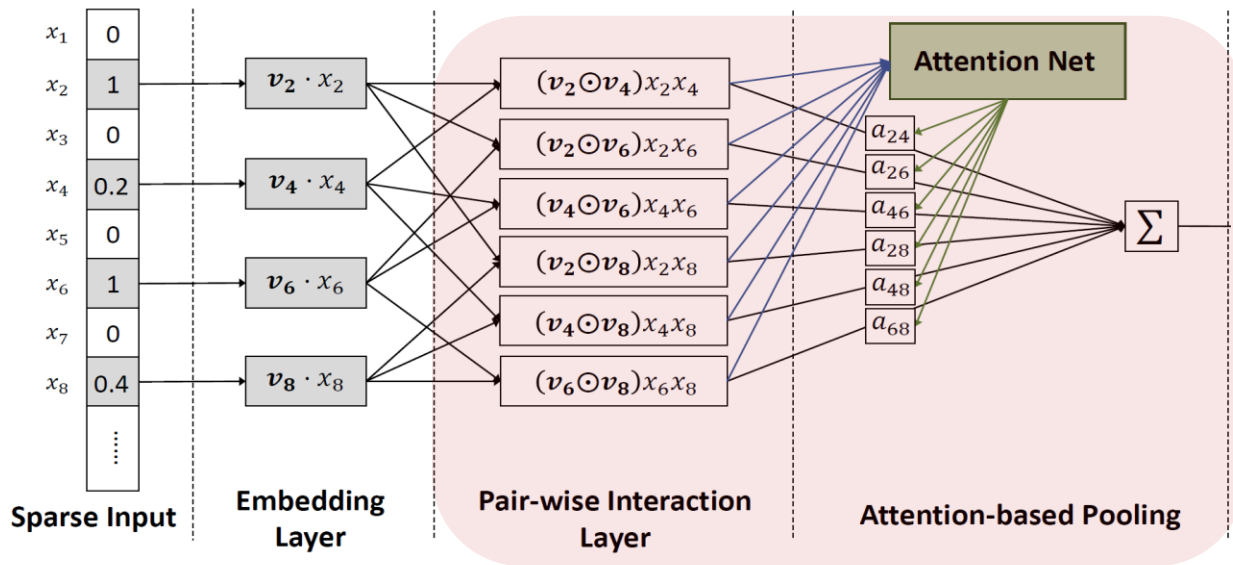 x₁ 0
x₂ 1
x₃ 0
x₄ 0.2
x₅ 0
x₆ 1
x₇ 0
x₈ 0.4
......
Sparse Input
v₂ · x₂
v₄ · x₄
v₆ · x₆
v₈ · x₈
Embedding
Layer
(v₂⊙v₄)x₂x₄
(v₂⊙v₆)x₂x₆
(v₄⊙v₆)x₄x₆
(v₂⊙v₈)x₂x₈
(v₄⊙v₈)x₄x₈
(v₆⊙v₈)x₆x₈
Pair-wise Interaction
Layer
Attention Net
a₂₄
a₂₆
a₄₆
a₂₈
a₄₈
a₆₈
∑
Attention-based Pooling